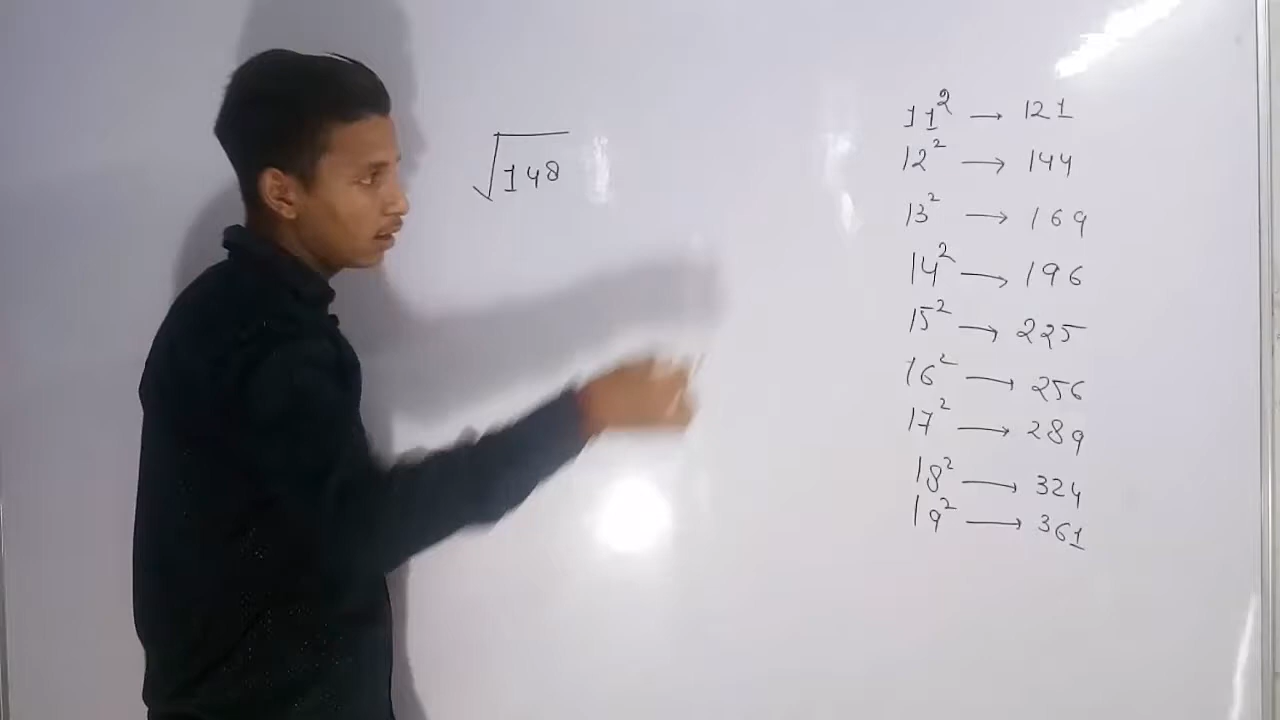 √148
11² → 121
12² → 144
13² → 169
14² → 196
15² → 225
16² → 256
17² → 289
18² → 324
19² → 361